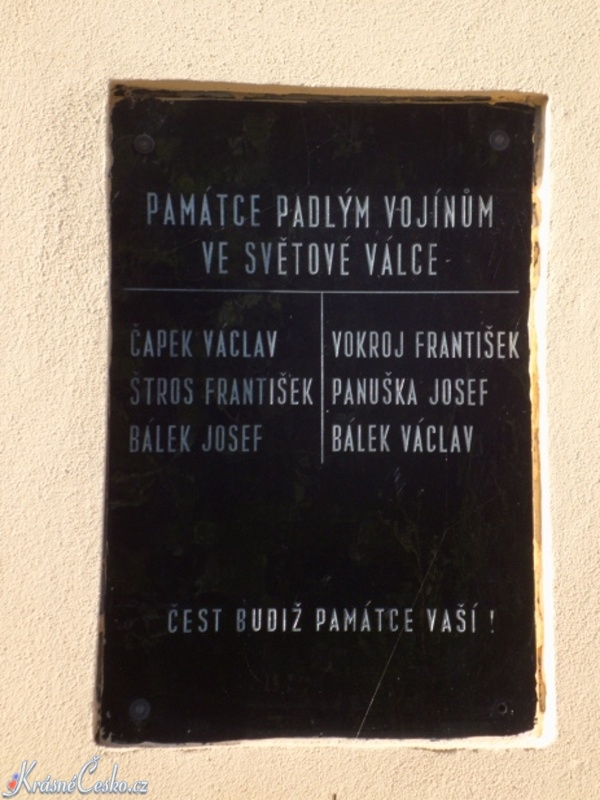 PAMÁTCE PADLÝM VOJÍNŮM
VE SVĚTOVÉ VÁLCE
ČAPEK VÁCLAV
ŠTROS FRANTIŠEK
BÁLEK JOSEF
VOKROJ FRANTIŠEK
PANUŠKA JOSEF
BÁLEK VÁCLAV
ČEST BUDIŽ PAMÁTCE VAŠÍ !
KrásnéČesko.cz